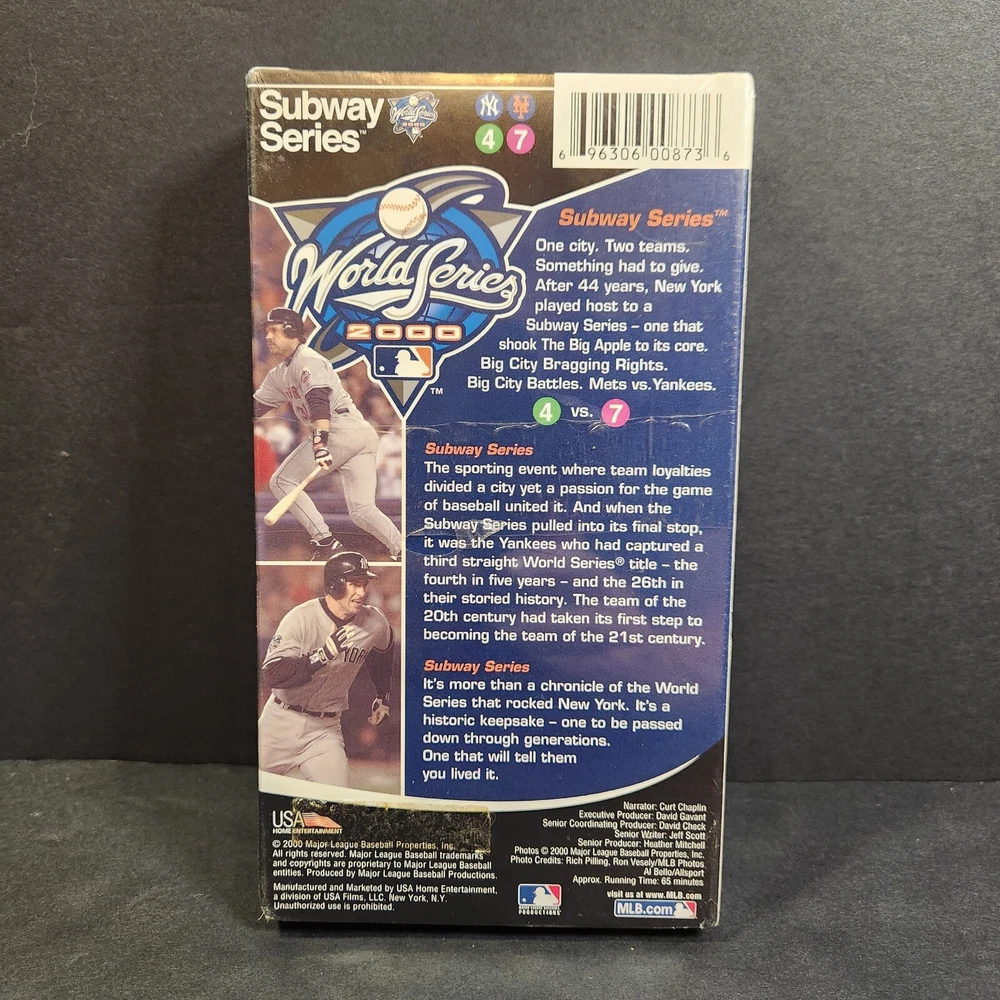 Subway
Series™
World Series
2000
NY
4 7
6 96306 00873 6
World Series
2000
™
Subway Series™
One city. Two teams.
Something had to give.
After 44 years, New York
played host to a
Subway Series – one that
shook The Big Apple to its core.
Big City Bragging Rights.
Big City Battles. Mets vs. Yankees.
4 vs. 7
Subway Series
The sporting event where team loyalties
divided a city yet a passion for the game
of baseball united it. And when the
Subway Series pulled into its final stop,
it was the Yankees who had captured a
third straight World Series® title – the
fourth in five years – and the 26th in
their storied history. The team of the
20th century had taken its first step to
becoming the team of the 21st century.
Subway Series
It's more than a chronicle of the World
Series that rocked New York. It's a
historic keepsake – one to be passed
down through generations.
One that will tell them
you lived it.
USA
HOME ENTERTAINMENT
© 2000 Major League Baseball Properties, Inc.
All rights reserved. Major League Baseball trademarks
and copyrights are proprietary to Major League Baseball
entities. Produced by Major League Baseball Productions.
Manufactured and Marketed by USA Home Entertainment,
a division of USA Films, LLC. New York, N.Y.
Unauthorized use is prohibited.
Narrator: Curt Chaplin
Executive Producer: David Gavant
Senior Coordinating Producer: David Check
Senior Writer: Jeff Scott
Senior Producer: Heather Mitchell
Photos © 2000 Major League Baseball Properties, Inc.
Photo Credits: Rich Pilling, Ron Vesely/MLB Photos
Al Bello/Allsport
Approx. Running Time: 65 minutes
visit us at www.MLB.com
MLB.com
MAJOR LEAGUE BASEBALL
PRODUCTIONS